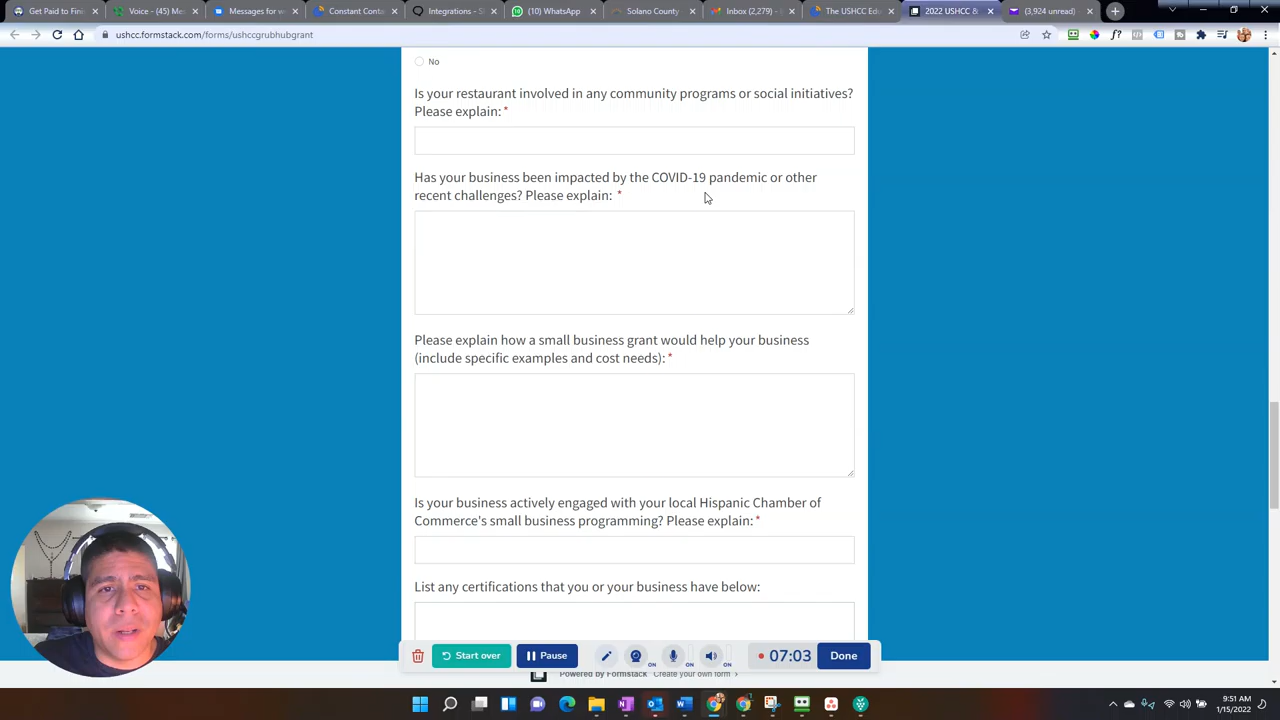 Get Paid to Fin
Voice - (45) Me
Messages for w
Constant Conta
Integrations - S
(10) WhatsApp
Solano County
Inbox (2,279) -
The USHCC Edu
2022 USHCC &
(3,924 unread)
ushcc.formstack.com/forms/ushccgrubhubgrant
No
Is your restaurant involved in any community programs or social initiatives?
Please explain:*
Has your business been impacted by the COVID-19 pandemic or other
recent challenges? Please explain: *
Please explain how a small business grant would help your business
(include specific examples and cost needs):*
Is your business actively engaged with your local Hispanic Chamber of
Commerce's small business programming? Please explain:*
List any certifications that you or your business have below:
Start over
Pause
ON
ON
ON
07:03
Done
Powered by Formstack
Create your own form ›
9:51 AM
1/15/2022